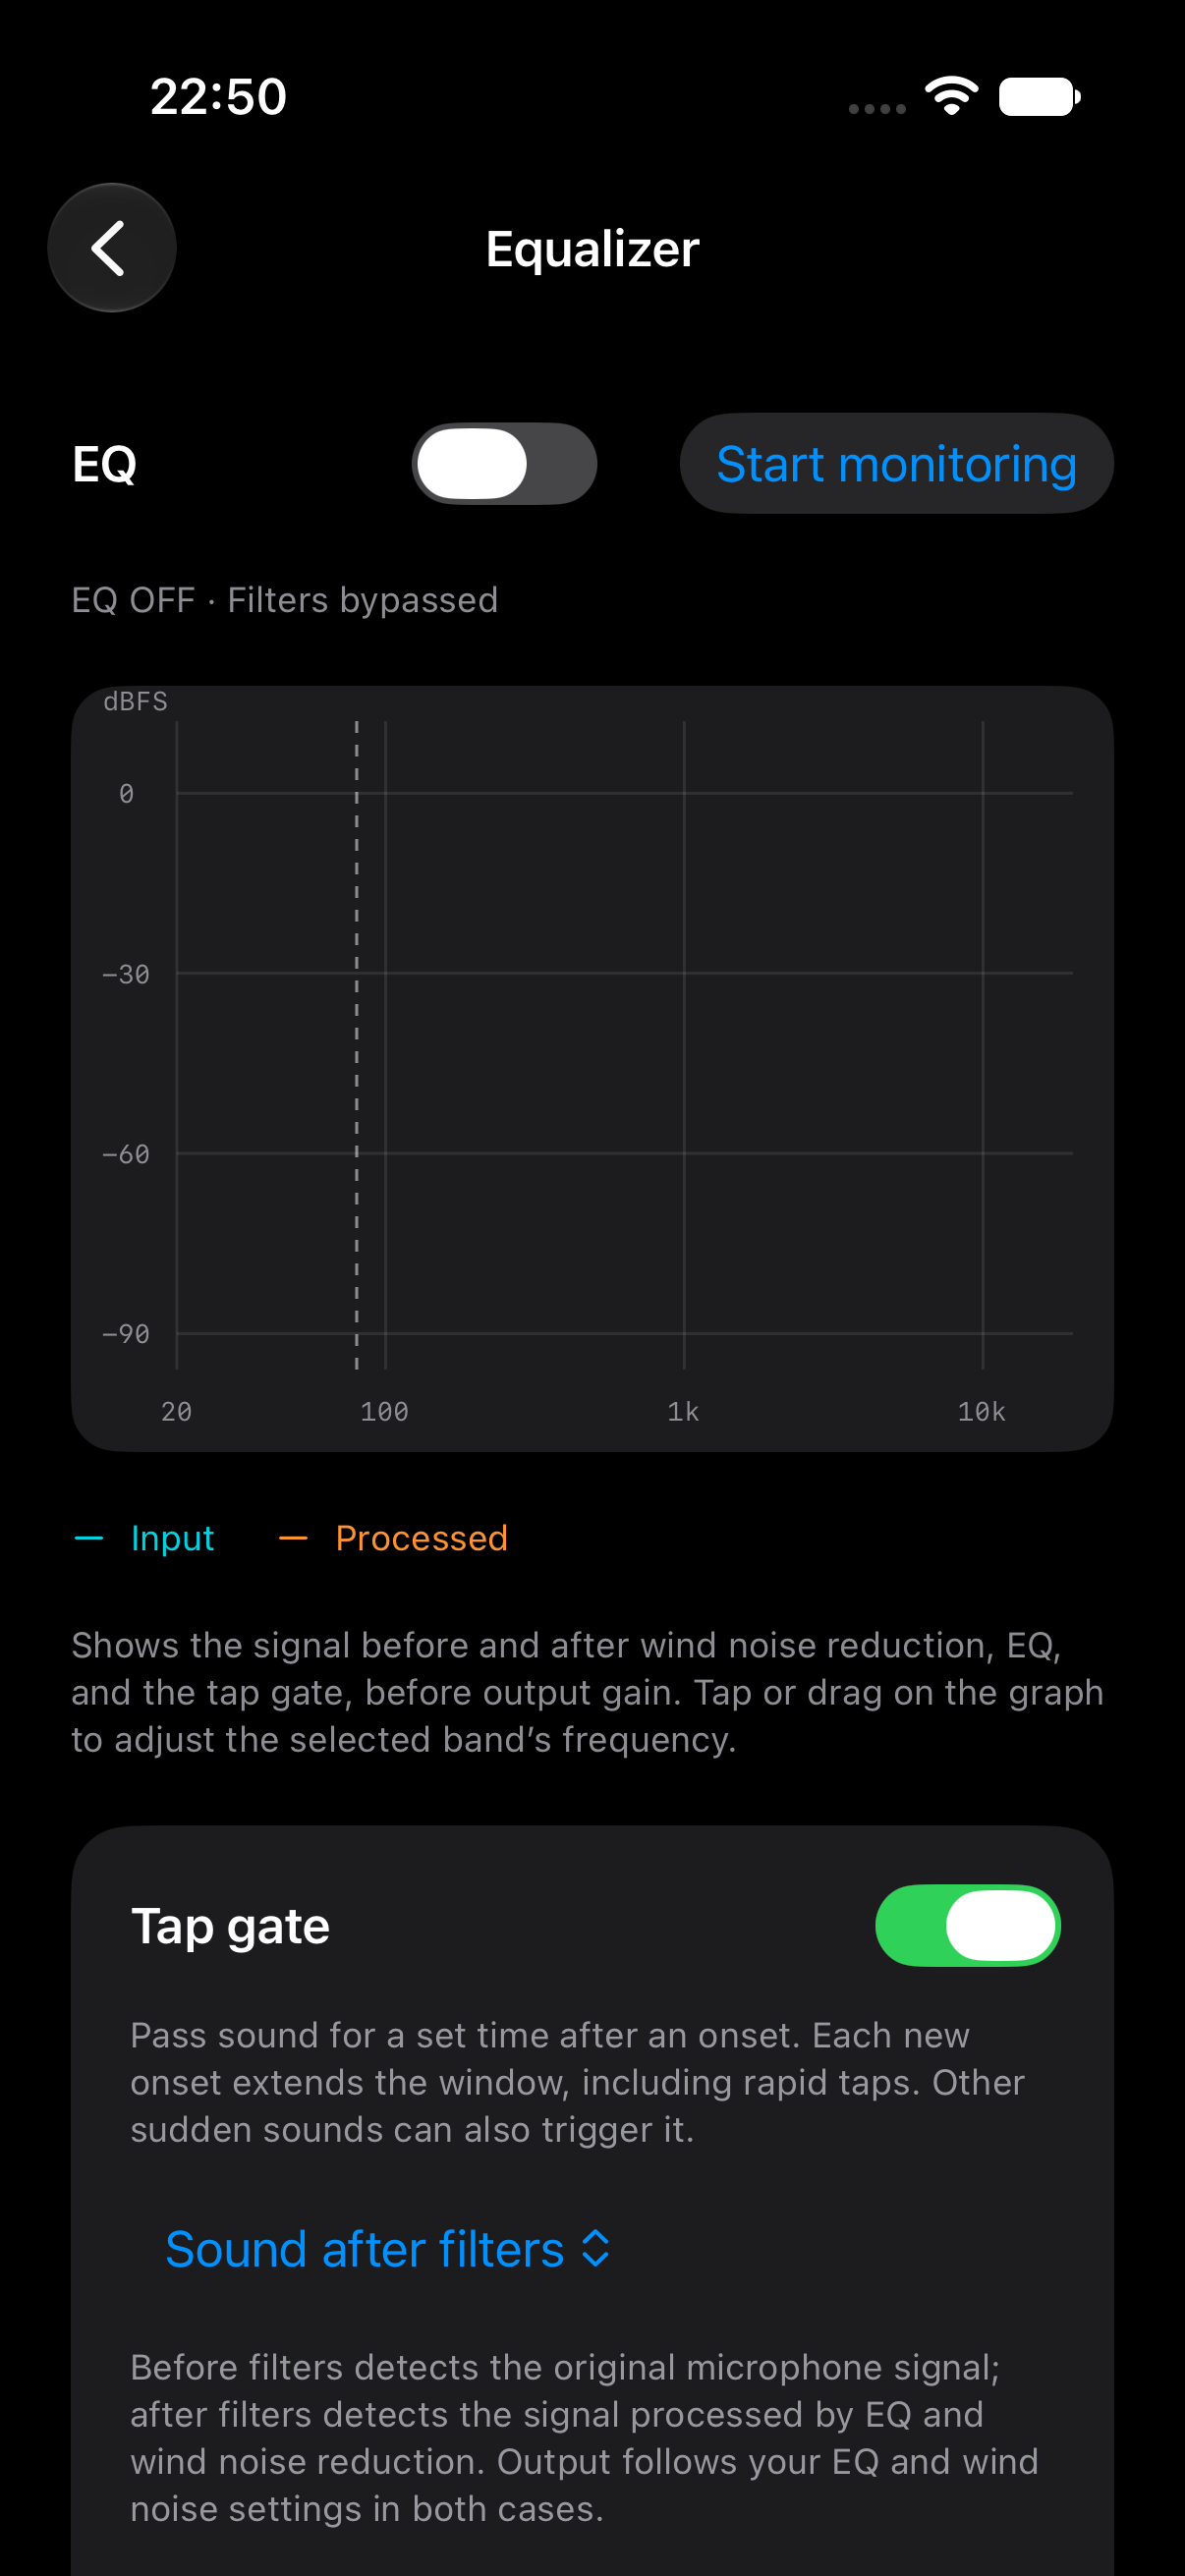 22:50
Equalizer
EQ
Start monitoring
EQ OFF · Filters bypassed
dBFS
0
−30
−60
−90
20 100 1k 10k
Input Processed
Shows the signal before and after wind noise reduction, EQ,
and the tap gate, before output gain. Tap or drag on the graph
to adjust the selected band’s frequency.
Tap gate
Pass sound for a set time after an onset. Each new
onset extends the window, including rapid taps. Other
sudden sounds can also trigger it.
Sound after filters
Before filters detects the original microphone signal;
after filters detects the signal processed by EQ and
wind noise reduction. Output follows your EQ and wind
noise settings in both cases.